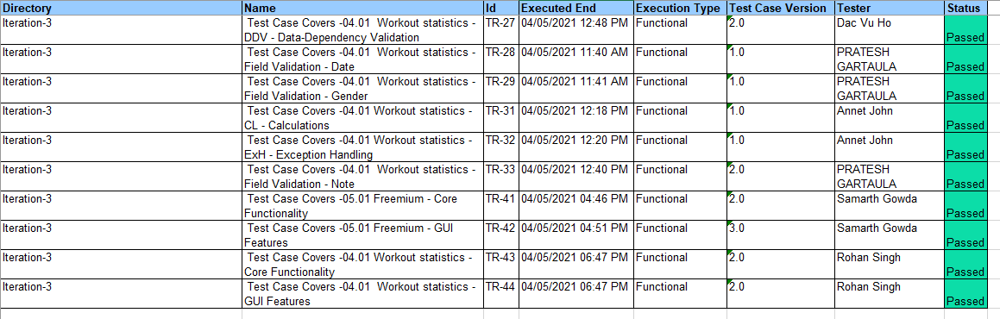 Directory Name Id Executed End Execution Type Test Case Version Tester Status
Iteration-3 Test Case Covers -04.01 Workout statistics - TR-27 04/05/2021 12:48 PM Functional 2.0 Dac Vu Ho
DDV - Data-Dependency Validation Passed
Iteration-3 Test Case Covers -04.01 Workout statistics - TR-28 04/05/2021 11:40 AM Functional 1.0 PRATESH
Field Validation - Date GARTAULA Passed
Iteration-3 Test Case Covers -04.01 Workout statistics - TR-29 04/05/2021 11:41 AM Functional 1.0 PRATESH
Field Validation - Gender GARTAULA Passed
Iteration-3 Test Case Covers -04.01 Workout statistics - TR-31 04/05/2021 12:18 PM Functional 1.0 Annet John
CL - Calculations Passed
Iteration-3 Test Case Covers -04.01 Workout statistics - TR-32 04/05/2021 12:20 PM Functional 1.0 Annet John
ExH - Exception Handling Passed
Iteration-3 Test Case Covers -04.01 Workout statistics - TR-33 04/05/2021 12:40 PM Functional 2.0 PRATESH
Field Validation - Note GARTAULA Passed
Iteration-3 Test Case Covers -05.01 Freemium - Core TR-41 04/05/2021 04:46 PM Functional 2.0 Samarth Gowda
Functionality Passed
Iteration-3 Test Case Covers -05.01 Freemium - GUI TR-42 04/05/2021 04:51 PM Functional 3.0 Samarth Gowda
Features Passed
Iteration-3 Test Case Covers -04.01 Workout statistics - TR-43 04/05/2021 06:47 PM Functional 2.0 Rohan Singh
Core Functionality Passed
Iteration-3 Test Case Covers -04.01 Workout statistics - TR-44 04/05/2021 06:47 PM Functional 2.0 Rohan Singh
GUI Features Passed